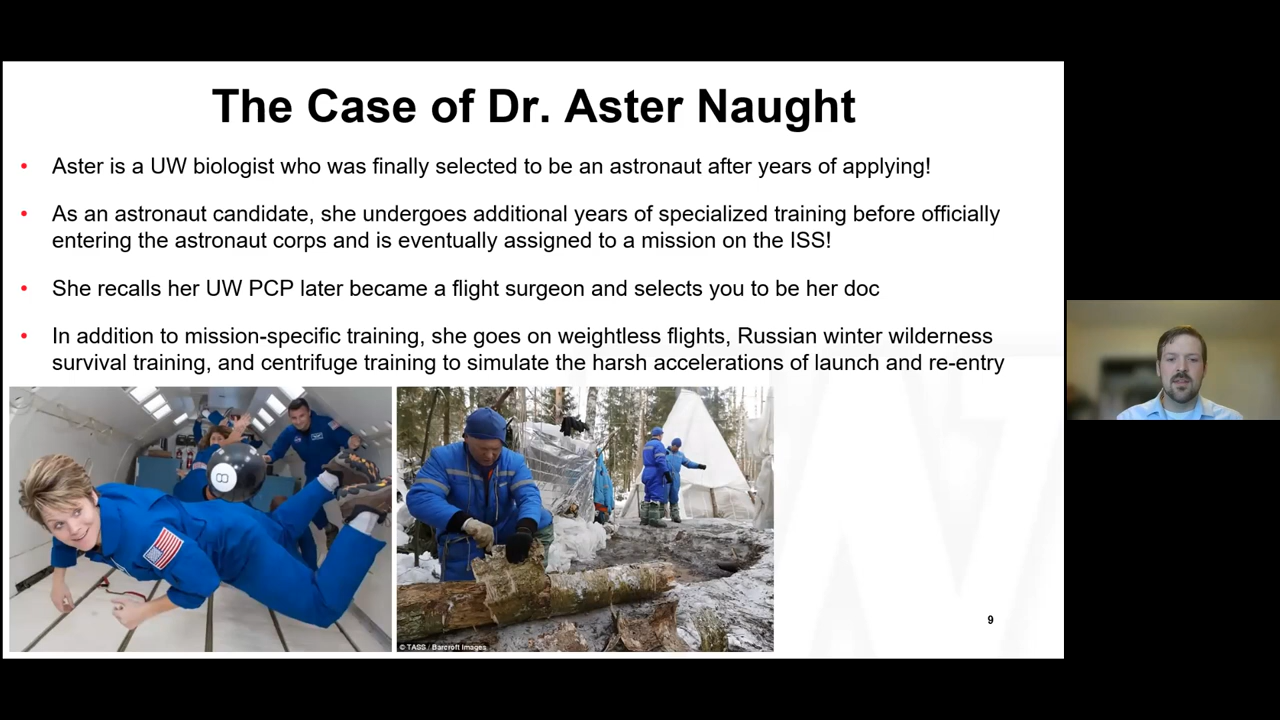 The Case of Dr. Aster Naught
• Aster is a UW biologist who was finally selected to be an astronaut after years of applying!
• As an astronaut candidate, she undergoes additional years of specialized training before officially
entering the astronaut corps and is eventually assigned to a mission on the ISS!
• She recalls her UW PCP later became a flight surgeon and selects you to be her doc
• In addition to mission-specific training, she goes on weightless flights, Russian winter wilderness
survival training, and centrifuge training to simulate the harsh accelerations of launch and re-entry
8
© TASS / Barcroft Images
9